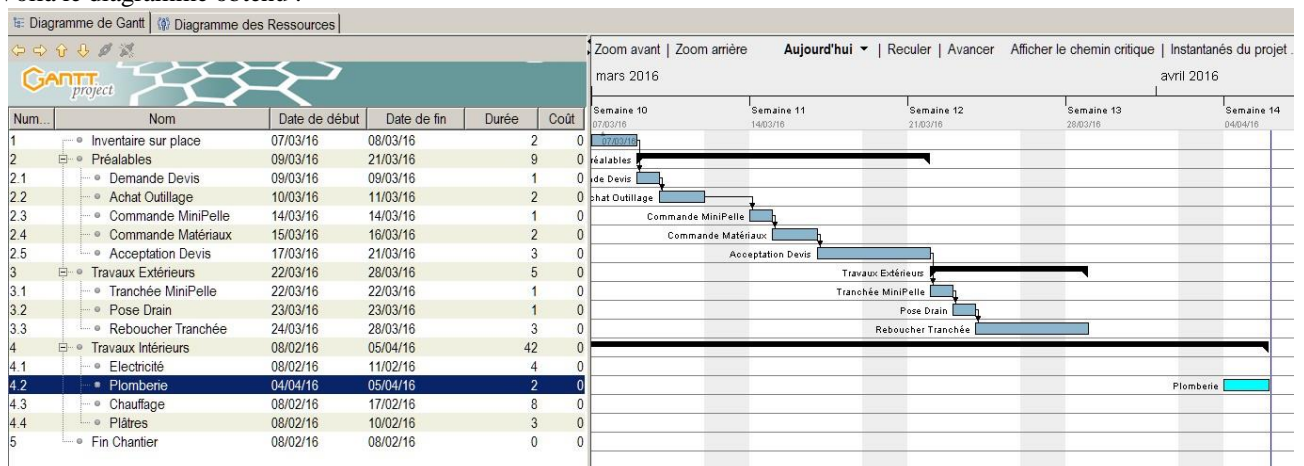 Voilà le diagramme obtenu :
Diagramme de Gantt Diagramme des Ressources
Zoom avant | Zoom arrière Aujourd'hui | Reculer | Avancer Afficher le chemin critique | Instantanés du projet ...
GANTT project
mars 2016 avril 2016
Semaine 10 Semaine 11 Semaine 12 Semaine 13 Semaine 14
07/03/16 14/03/16 21/03/16 28/03/16 04/04/16
Num... Nom Date de début Date de fin Durée Coût
1 Inventaire sur place 07/03/16 08/03/16 2 0 07/03/16
2 Préalables 09/03/16 21/03/16 9 0 réalables
2.1 Demande Devis 09/03/16 09/03/16 1 0 de Devis
2.2 Achat Outillage 10/03/16 11/03/16 2 0 chat Outillage
2.3 Commande MiniPelle 14/03/16 14/03/16 1 0 Commande MiniPelle
2.4 Commande Matériaux 15/03/16 16/03/16 2 0 Commande Matériaux
2.5 Acceptation Devis 17/03/16 21/03/16 3 0 Acceptation Devis
3 Travaux Extérieurs 22/03/16 28/03/16 5 0 Travaux Extérieurs
3.1 Tranchée MiniPelle 22/03/16 22/03/16 1 0 Tranchée MiniPelle
3.2 Pose Drain 23/03/16 23/03/16 1 0 Pose Drain
3.3 Reboucher Tranchée 24/03/16 28/03/16 3 0 Reboucher Tranchée
4 Travaux Intérieurs 08/02/16 05/04/16 42 0
4.1 Electricité 08/02/16 11/02/16 4 0
4.2 Plomberie 04/04/16 05/04/16 2 0 Plomberie
4.3 Chauffage 08/02/16 17/02/16 8 0
4.4 Plâtres 08/02/16 10/02/16 3 0
5 Fin Chantier 08/02/16 08/02/16 0 0